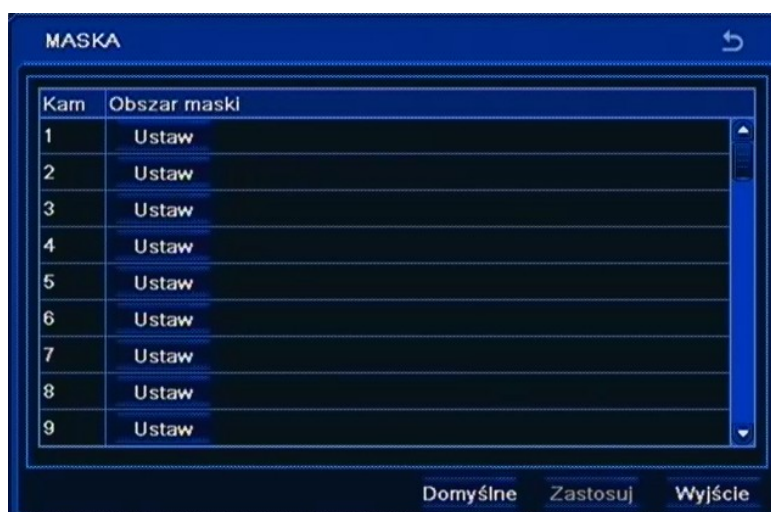 MASKA
Kam Obszar maski
1 Ustaw
2 Ustaw
3 Ustaw
4 Ustaw
5 Ustaw
6 Ustaw
7 Ustaw
8 Ustaw
9 Ustaw
Domyślne Zastosuj Wyjście